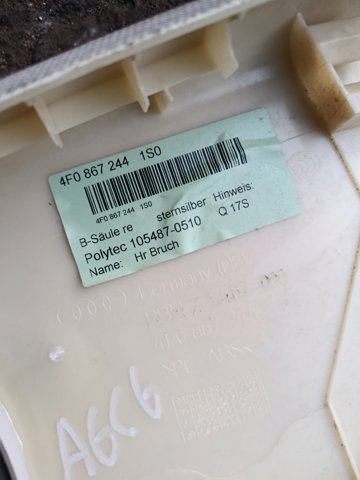 4F0 867 244 1S0
4F0 867 244 1S0
B-Säule re sternsilber Hinweis:
Polytec 105487-0510 Q 17S
Name: Hr Bruch
Germany
A6C6